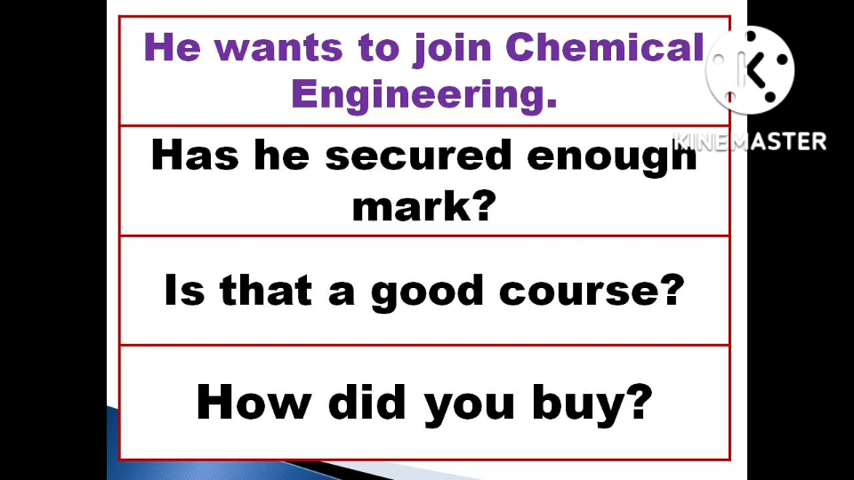 He wants to join Chemical
Engineering.
Has he secured enough
mark?
Is that a good course?
How did you buy?
K
KINEMASTER